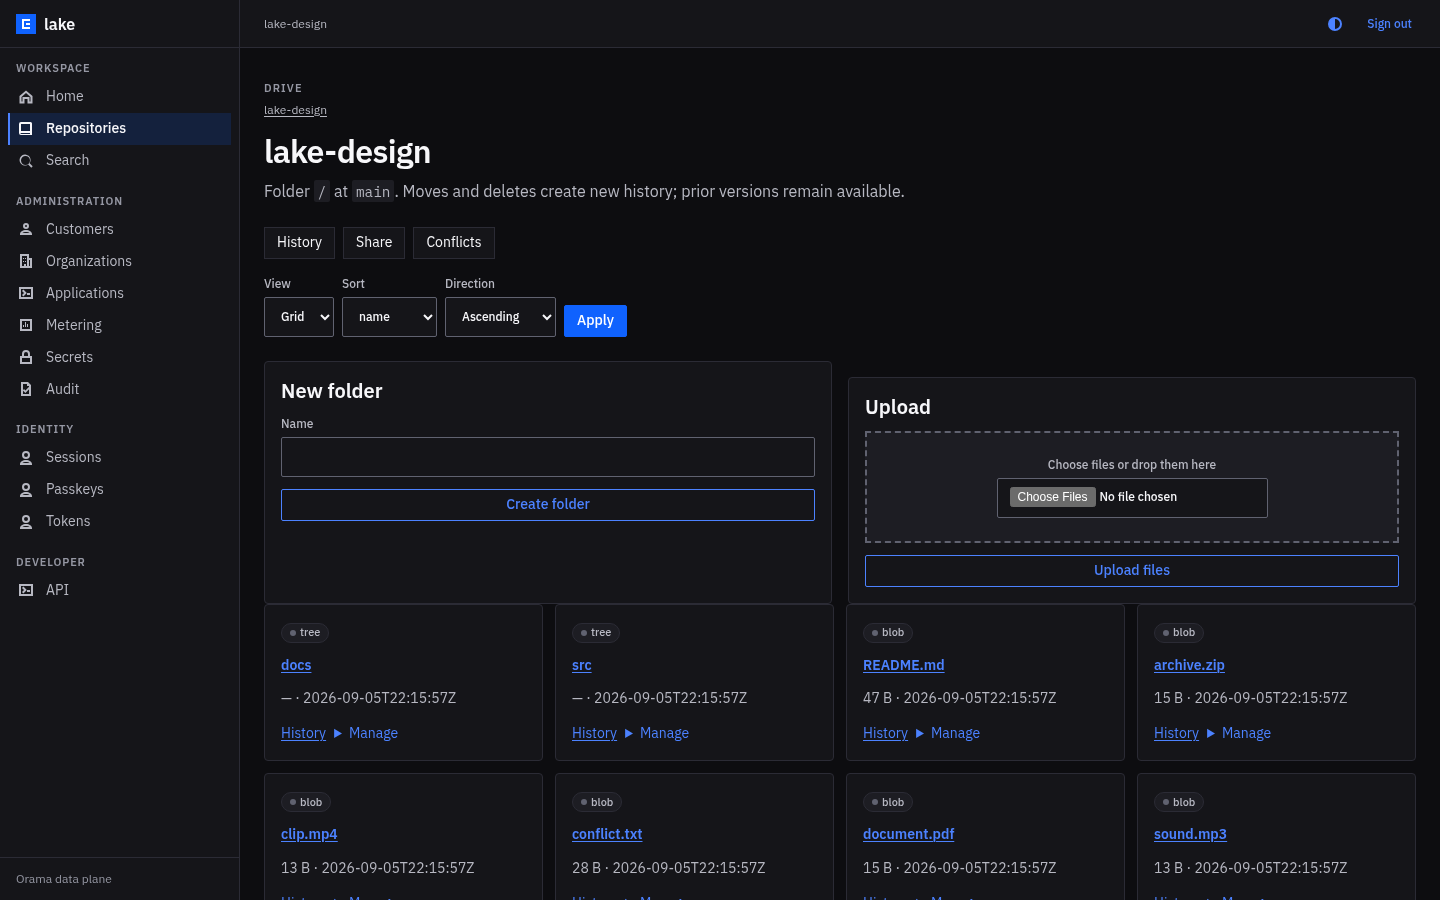 lake
lake-design
Sign out
WORKSPACE
Home
Repositories
Search
ADMINISTRATION
Customers
Organizations
Applications
Metering
Secrets
Audit
IDENTITY
Sessions
Passkeys
Tokens
DEVELOPER
API
Orama data plane
DRIVE
lake-design
lake-design
Folder / at main. Moves and deletes create new history; prior versions remain available.
History Share Conflicts
View Sort Direction
Grid name Ascending Apply
New folder
Name
Create folder
Upload
Choose files or drop them here
Choose Files No file chosen
Upload files
tree
docs
— · 2026-09-05T22:15:57Z
History ▶ Manage
tree
src
— · 2026-09-05T22:15:57Z
History ▶ Manage
blob
README.md
47 B · 2026-09-05T22:15:57Z
History ▶ Manage
blob
archive.zip
15 B · 2026-09-05T22:15:57Z
History ▶ Manage
blob
clip.mp4
13 B · 2026-09-05T22:15:57Z
blob
conflict.txt
28 B · 2026-09-05T22:15:57Z
blob
document.pdf
15 B · 2026-09-05T22:15:57Z
blob
sound.mp3
13 B · 2026-09-05T22:15:57Z